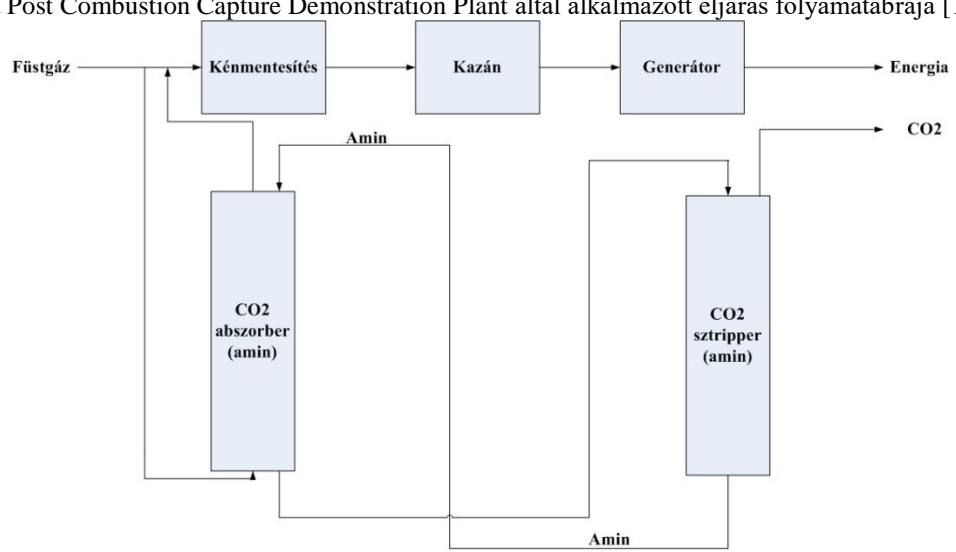 Post Combustion Capture Demonstration Plant által alkalmazott eljárás folyamatábrája [1
Füstgáz
Kénmentesítés
Kazán
Generátor
Energia
CO2
Amin
CO2
abszorber
(amin)
CO2
sztripper
(amin)
Amin